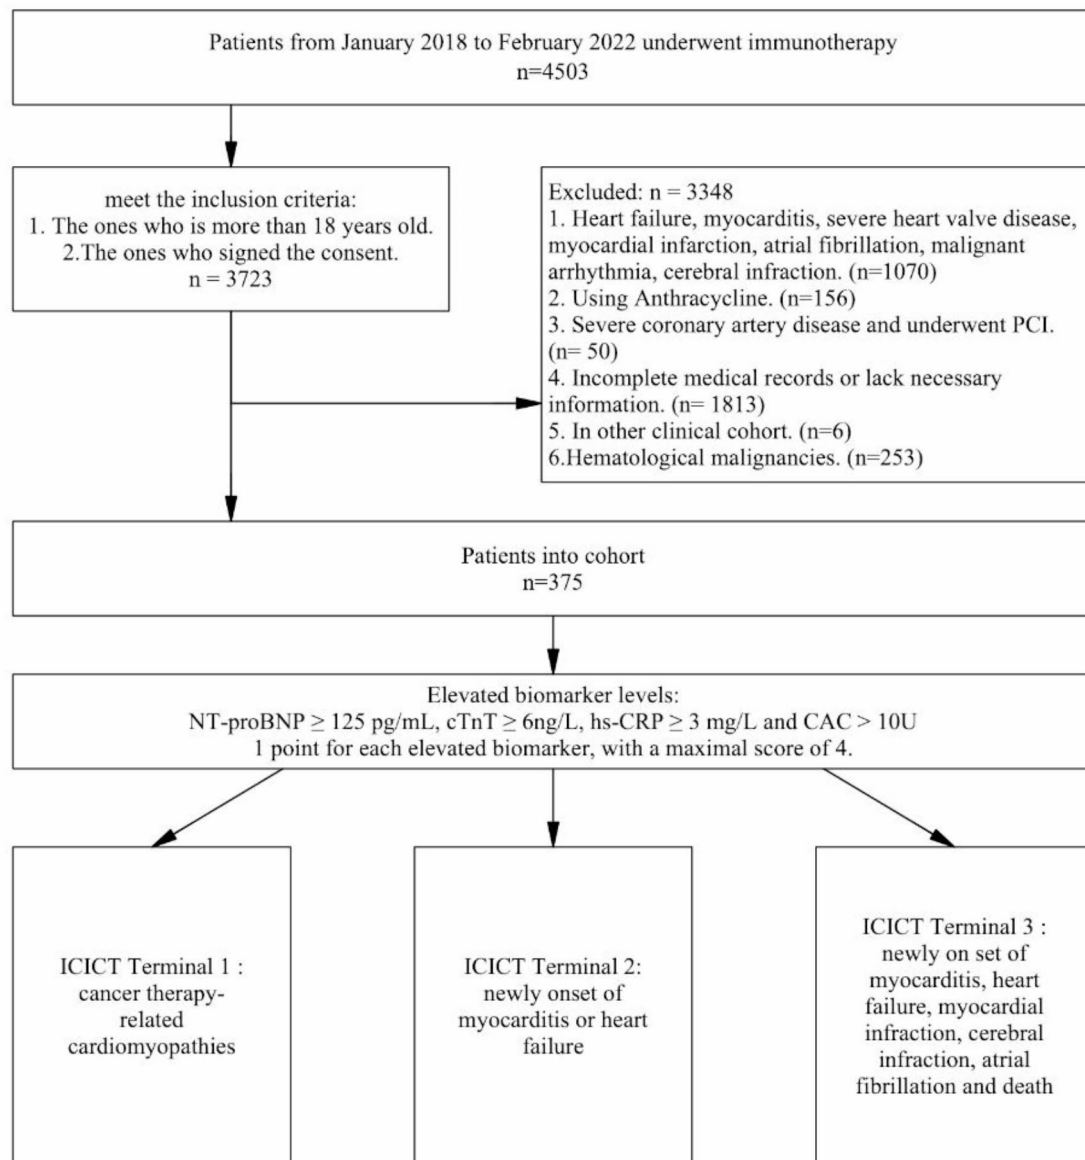 Patients from January 2018 to February 2022 underwent immunotherapy
n=4503
meet the inclusion criteria:
1. The ones who is more than 18 years old.
2.The ones who signed the consent.
n = 3723
Excluded: n = 3348
1. Heart failure, myocarditis, severe heart valve disease,
myocardial infarction, atrial fibrillation, malignant
arrhythmia, cerebral infraction. (n=1070)
2. Using Anthracycline. (n=156)
3. Severe coronary artery disease and underwent PCI.
(n= 50)
4. Incomplete medical records or lack necessary
information. (n= 1813)
5. In other clinical cohort. (n=6)
6.Hematological malignancies. (n=253)
Patients into cohort
n=375
Elevated biomarker levels:
NT-proBNP ≥ 125 pg/mL, cTnT ≥ 6ng/L, hs-CRP ≥ 3 mg/L and CAC > 10U
1 point for each elevated biomarker, with a maximal score of 4.
ICICT Terminal 1 :
cancer therapy-
related
cardiomyopathies
ICICT Terminal 2:
newly onset of
myocarditis or heart
failure
ICICT Terminal 3 :
newly on set of
myocarditis, heart
failure, myocardial
infraction, cerebral
infraction, atrial
fibrillation and death